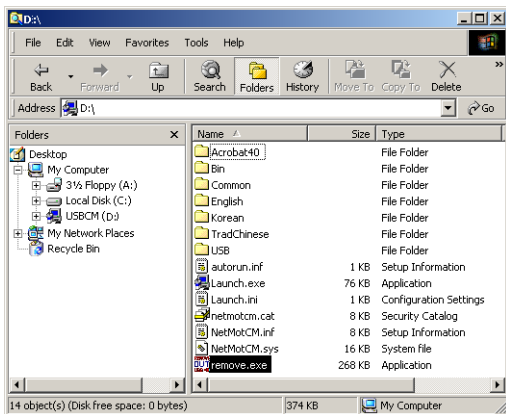 D:\
File Edit View Favorites Tools Help
Back Forward Up Search Folders History Move To Copy To Delete »
Address D:\ Go
Folders
Name Size Type
Desktop
My Computer
3½ Floppy (A:)
Local Disk (C:)
USBCM (D:)
My Network Places
Recycle Bin
Acrobat40 File Folder
Bin File Folder
Common File Folder
English File Folder
Korean File Folder
TradChinese File Folder
USB File Folder
autorun.inf 1 KB Setup Information
Launch.exe 76 KB Application
Launch.ini 1 KB Configuration Settings
netmotcm.cat 8 KB Security Catalog
NetMotCM.inf 8 KB Setup Information
NetMotCM.sys 16 KB System file
remove.exe 268 KB Application
14 object(s) (Disk free space: 0 bytes) 374 KB My Computer